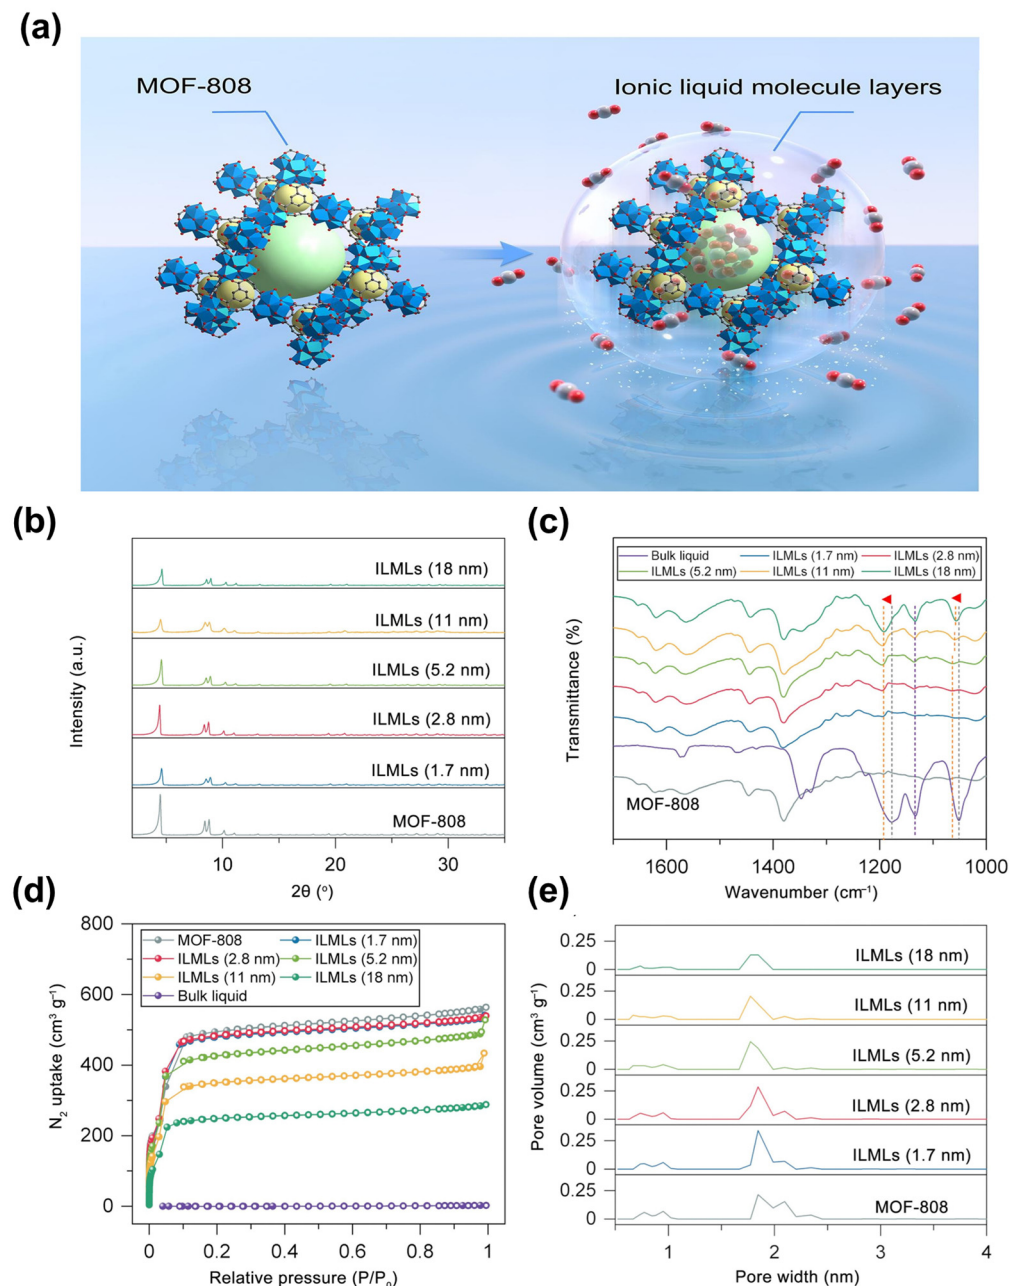 (a)
MOF-808
Ionic liquid molecule layers
(b)
ILMLs (18 nm)
ILMLs (11 nm)
ILMLs (5.2 nm)
ILMLs (2.8 nm)
ILMLs (1.7 nm)
MOF-808
Intensity (a.u.)
10 20 30
2θ (°)
(c)
Bulk liquid ILMLs (1.7 nm) ILMLs (2.8 nm)
ILMLs (5.2 nm) ILMLs (11 nm) ILMLs (18 nm)
Transmittance (%)
MOF-808
1600 1400 1200 1000
Wavenumber (cm⁻¹)
(d)
800
600
400
200
0
N₂ uptake (cm³ g⁻¹)
MOF-808 ILMLs (1.7 nm)
ILMLs (2.8 nm) ILMLs (5.2 nm)
ILMLs (11 nm) ILMLs (18 nm)
Bulk liquid
0 0.2 0.4 0.6 0.8 1
Relative pressure (P/P₀)
(e)
Pore volume (cm³ g⁻¹)
0.25
ILMLs (18 nm)
0
0.25
ILMLs (11 nm)
0
0.25
ILMLs (5.2 nm)
0
0.25
ILMLs (2.8 nm)
0
0.25
ILMLs (1.7 nm)
0
0.25
MOF-808
0
1 2 3 4
Pore width (nm)